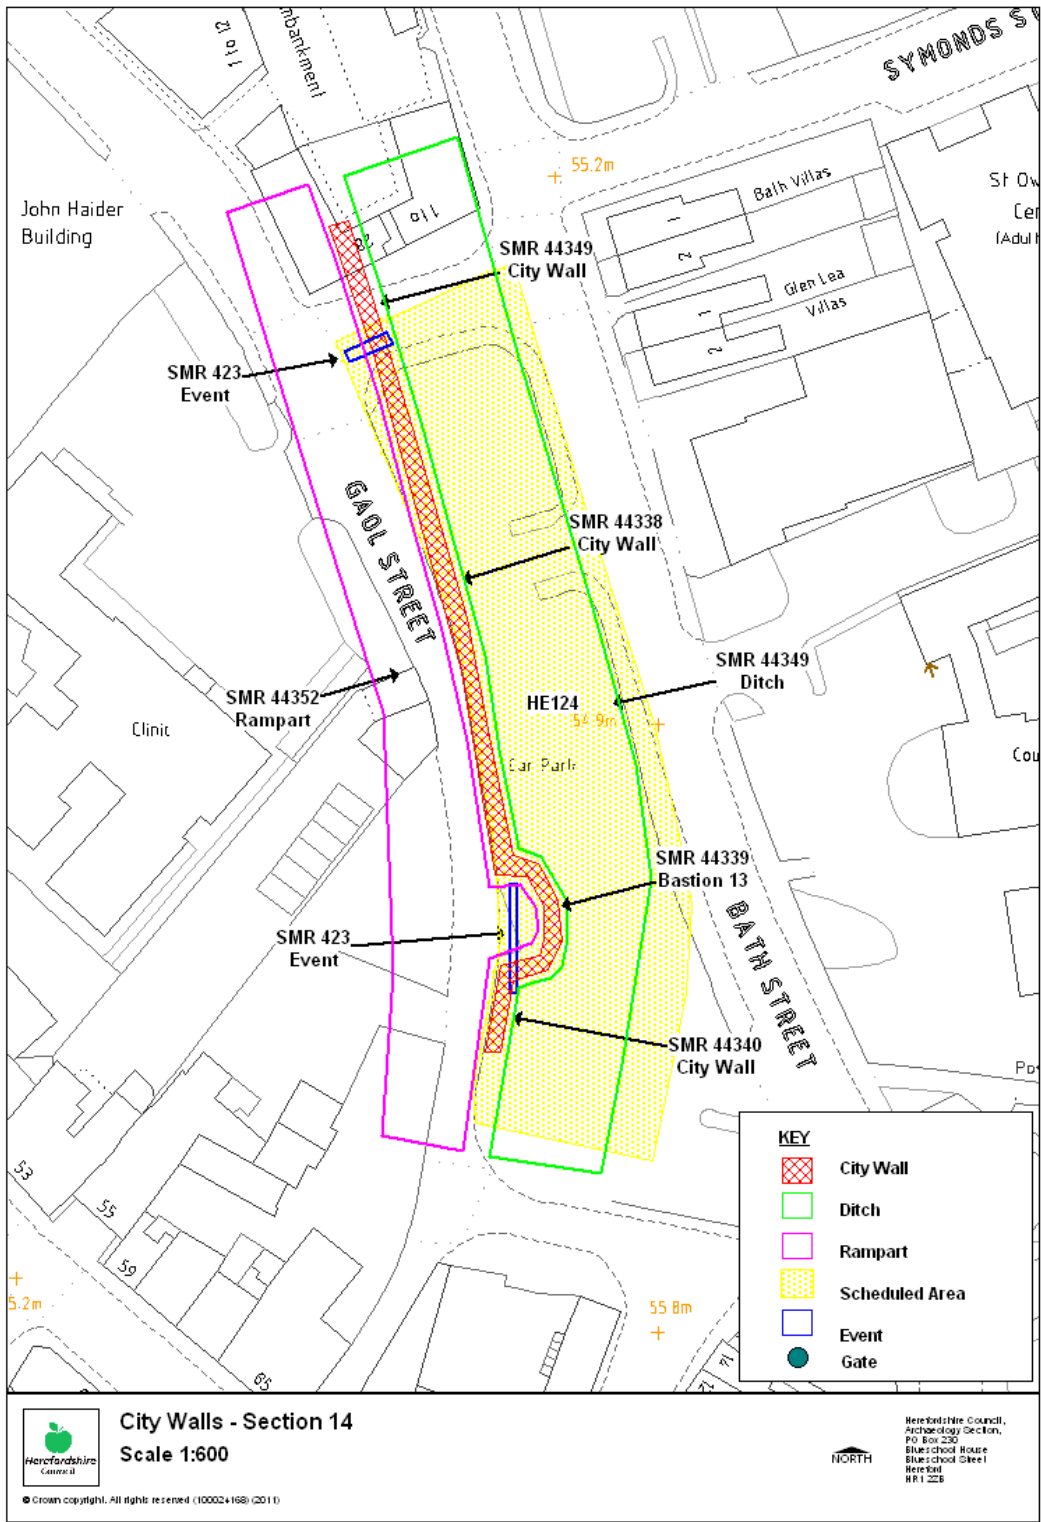 110 12
mbankment
SYMONDS S
55.2m
John Haider
Building
Bath Villas
1
2
St Ow
Cer
(Adult
28
110
SMR 44349
City Wall
Glen Lea
Villas
1
2
SMR 423
Event
GAOL STREET
SMR 44338
City Wall
SMR 44349
Ditch
SMR 44352
Rampart
HE124
54.9m
Clinic
Car Park
Cou
SMR 44339
Bastion 13
BATH STREET
SMR 423
Event
SMR 44340
City Wall
53
55
59
65
5.2m
55.8m
14
KEY
City Wall
Ditch
Rampart
Scheduled Area
Event
Gate
Herefordshire
Council
City Walls - Section 14
Scale 1:600
© Crown copyright. All rights reserved (100024168) (2011)
NORTH
Herefordshire Council,
Archaeology Section,
PO Box 230
Blueschool House
Blueschool Street
Hereford
HR1 2ZB